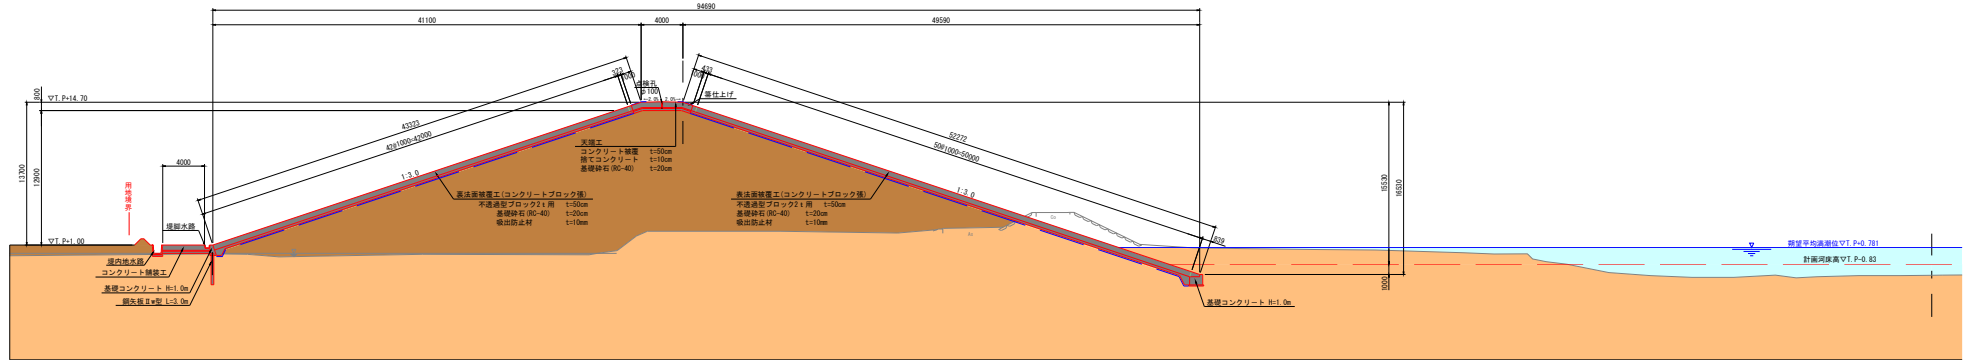 94690
41100
4000
49590
373
1000
433
1000
点検孔
φ100
2.05
2.05
筆仕上げ
▽T.P+14.70
800
43323
42@1000=42000
52272
50@1000=50000
天端工
コンクリート被覆 t=50cm
捨てコンクリート t=10cm
基礎砕石(RC-40) t=20cm
13700
12900
4000
1:3.0
1:3.0
15530
16530
用地境界
裏法面被覆工(コンクリートブロック張)
不透過型ブロック2t用 t=50cm
基礎砕石(RC-40) t=20cm
吸出防止材 t=10mm
表法面被覆工(コンクリートブロック張)
不透過型ブロック2t用 t=50cm
基礎砕石(RC-40) t=20cm
吸出防止材 t=10mm
堤脚水路
▽T.P+1.00
839
朔望平均満潮位▽T.P+0.781
計画河床高▽T.P-0.83
堤内地水路
コンクリート舗装工
1000
基礎コンクリート H=1.0m
鋼矢板Ⅱw型 L=3.0m
基礎コンクリート H=1.0m